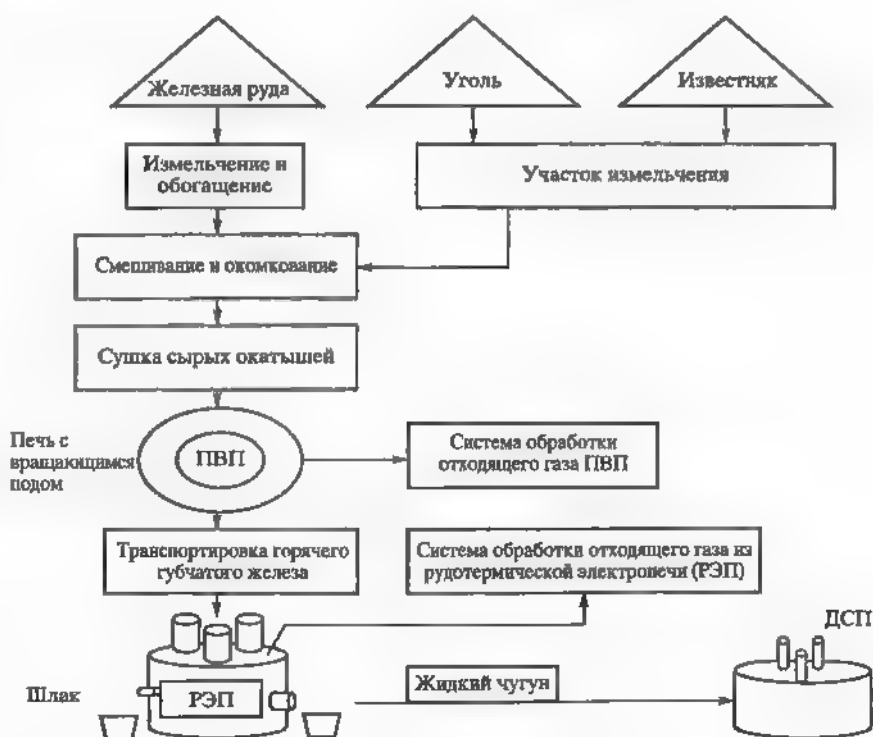 Железная руда
Уголь
Известняк
Измельчение и
обогащение
Участок измельчения
Смешивание и окомкование
Сушка сырых окатышей
Печь с
вращающимся
подом
ПВП
Система обработки
отходящего газа ПВП
Транспортировка горячего
губчатого железа
Система обработки отходящего газа из
рудотермической электропечи (РЭП)
ДСП
Шлак
РЭП
Жидкий чугун